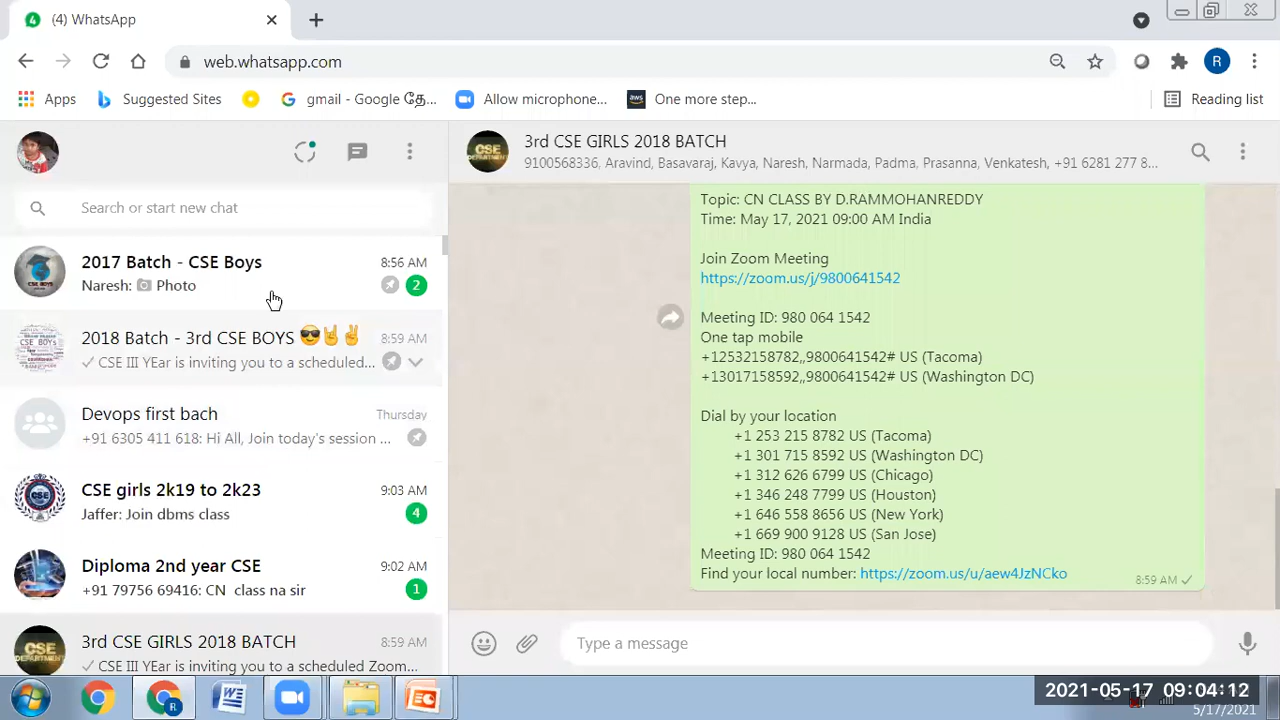 (4) WhatsApp
web.whatsapp.com
R
Apps
Suggested Sites
gmail - Google தே...
Allow microphone...
aws
One more step...
Reading list
3rd CSE GIRLS 2018 BATCH
9100568336, Aravind, Basavaraj, Kavya, Naresh, Narmada, Padma, Prasanna, Venkatesh, +91 6281 277 8...
Search or start new chat
2017 Batch - CSE Boys
8:56 AM
Naresh: Photo
2
2018 Batch - 3rd CSE BOYS 😎🤘✌
8:59 AM
CSE III YEar is inviting you to a scheduled...
Devops first bach
Thursday
+91 6305 411 618: Hi All, Join today's session ...
CSE girls 2k19 to 2k23
9:03 AM
Jaffer: Join dbms class
4
Diploma 2nd year CSE
9:02 AM
+91 79756 69416: CN class na sir
1
3rd CSE GIRLS 2018 BATCH
8:59 AM
CSE III YEar is inviting you to a scheduled Zoom...
Topic: CN CLASS BY D.RAMMOHANREDDY
Time: May 17, 2021 09:00 AM India
Join Zoom Meeting
https://zoom.us/j/9800641542
Meeting ID: 980 064 1542
One tap mobile
+12532158782,,9800641542# US (Tacoma)
+13017158592,,9800641542# US (Washington DC)
Dial by your location
+1 253 215 8782 US (Tacoma)
+1 301 715 8592 US (Washington DC)
+1 312 626 6799 US (Chicago)
+1 346 248 7799 US (Houston)
+1 646 558 8656 US (New York)
+1 669 900 9128 US (San Jose)
Meeting ID: 980 064 1542
Find your local number: https://zoom.us/u/aew4JzNCko
8:59 AM
Type a message
2021-05-17 09:04:12
5/17/2021